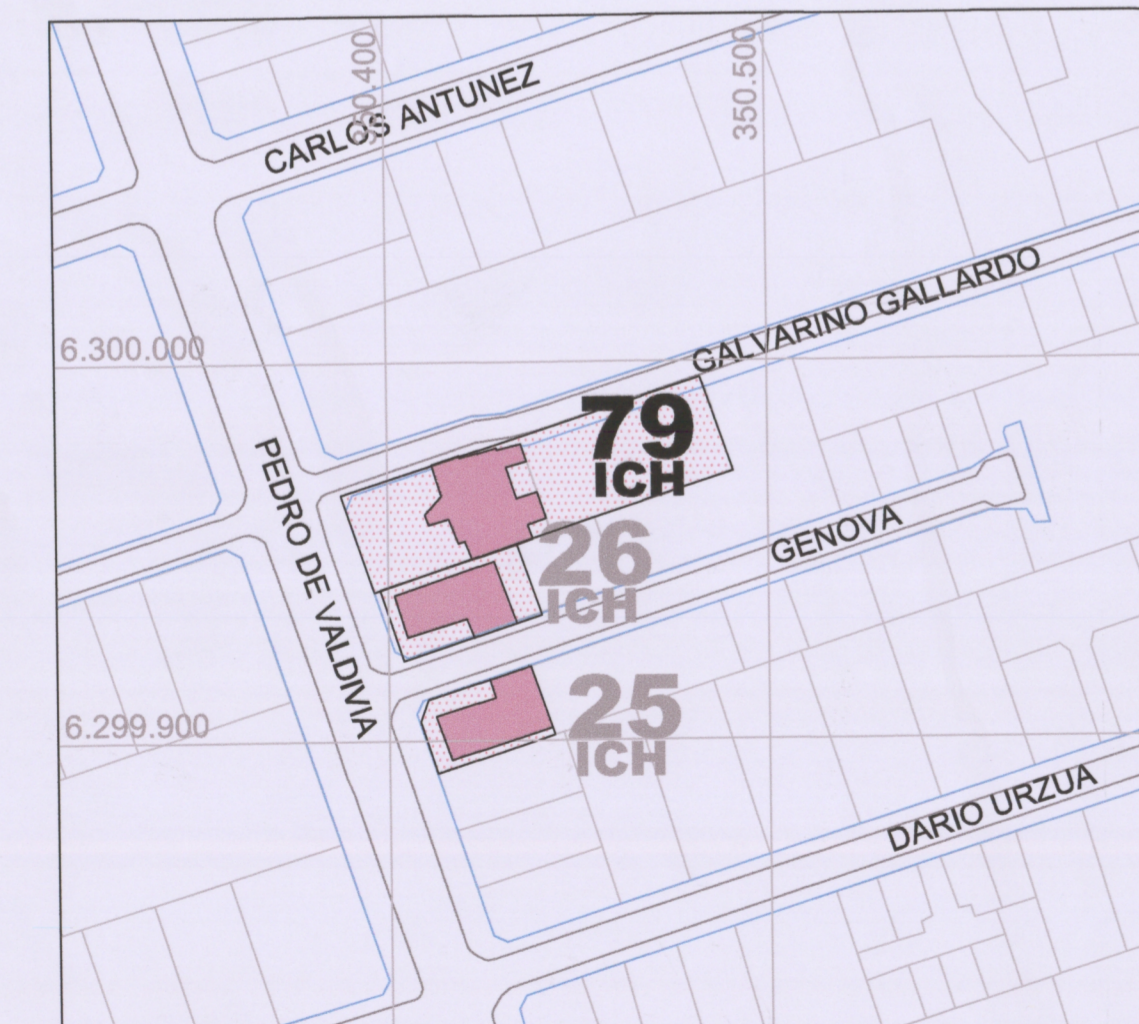 350.400
350.500
CARLOS ANTUNEZ
GALVARINO GALLARDO
6.300.000
79
ICH
PEDRO DE VALDIVIA
26
ICH
GENOVA
25
ICH
6.299.900
DARIO URZUA